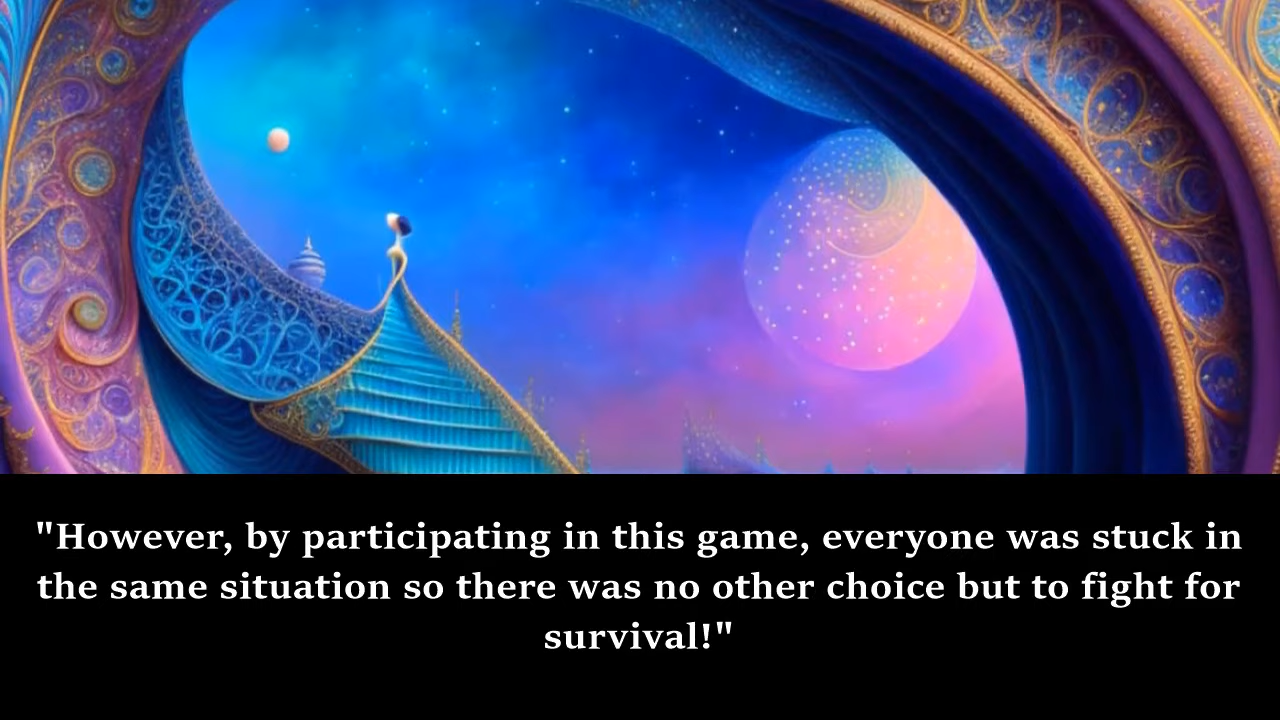 "However, by participating in this game, everyone was stuck in
the same situation so there was no other choice but to fight for
survival!"